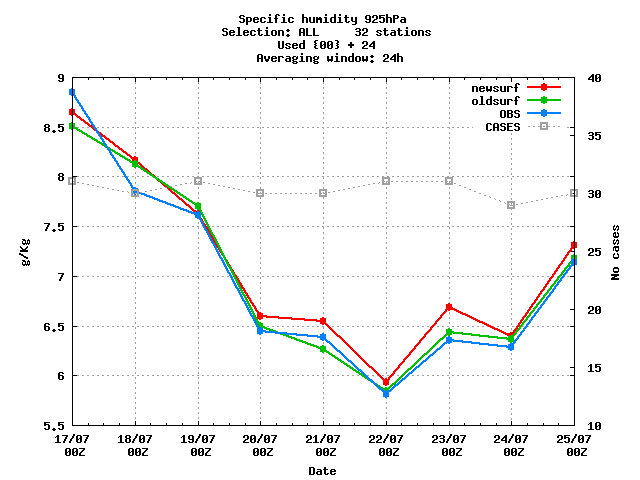 Specific humidity 925hPa
Selection: ALL     32 stations
Used {00} + 24
Averaging window: 24h
newsurf
oldsurf
OBS
CASES
9
8.5
8
7.5
7
6.5
6
5.5
g/Kg
40
35
30
25
20
15
10
No cases
17/07 18/07 19/07 20/07 21/07 22/07 23/07 24/07 25/07
00Z 00Z 00Z 00Z 00Z 00Z 00Z 00Z 00Z
Date